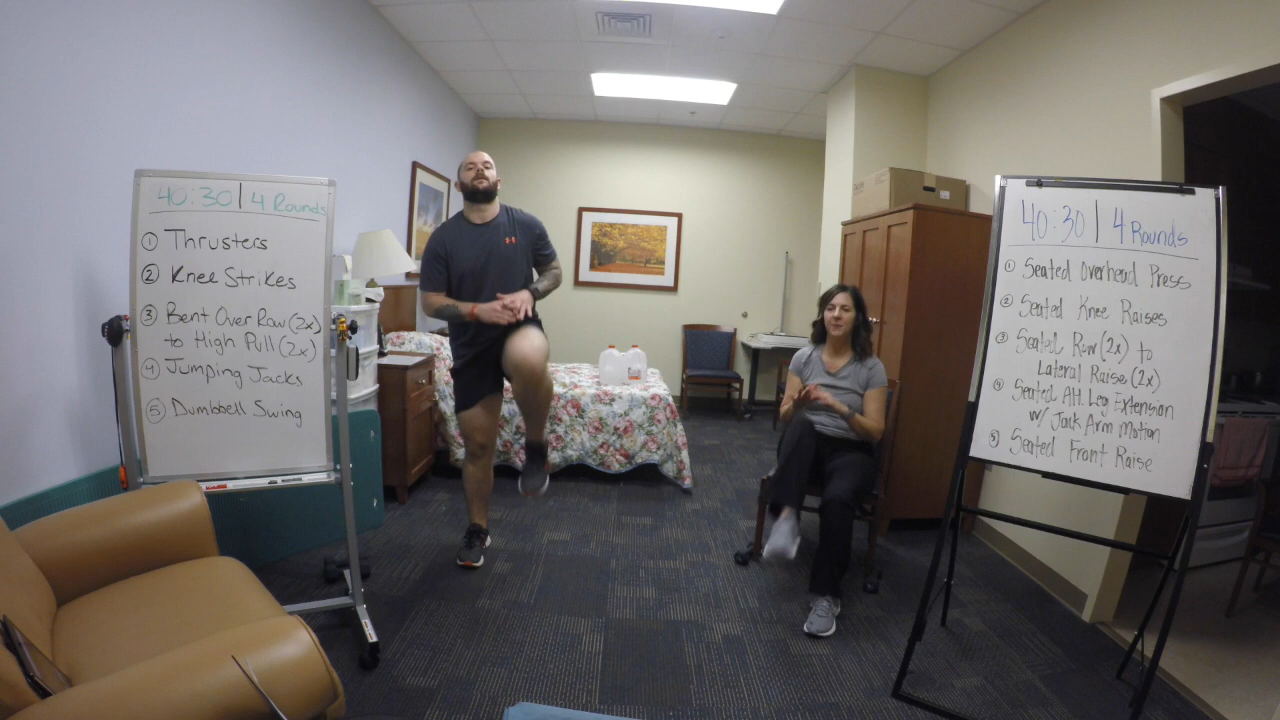 40:30 | 4 Rounds
① Thrusters
② Knee Strikes
③ Bent Over Row (2x)
to High Pull (2x)
④ Jumping Jacks
⑤ Dumbbell Swing
40:30 | 4 Rounds
① Seated Overhead Press
② Seated Knee Raises
③ Seated Row (2x) to
Lateral Raise (2x)
④ Seated Alt. Leg Extension
w/ Jack Arm Motion
⑤ Seated Front Raise